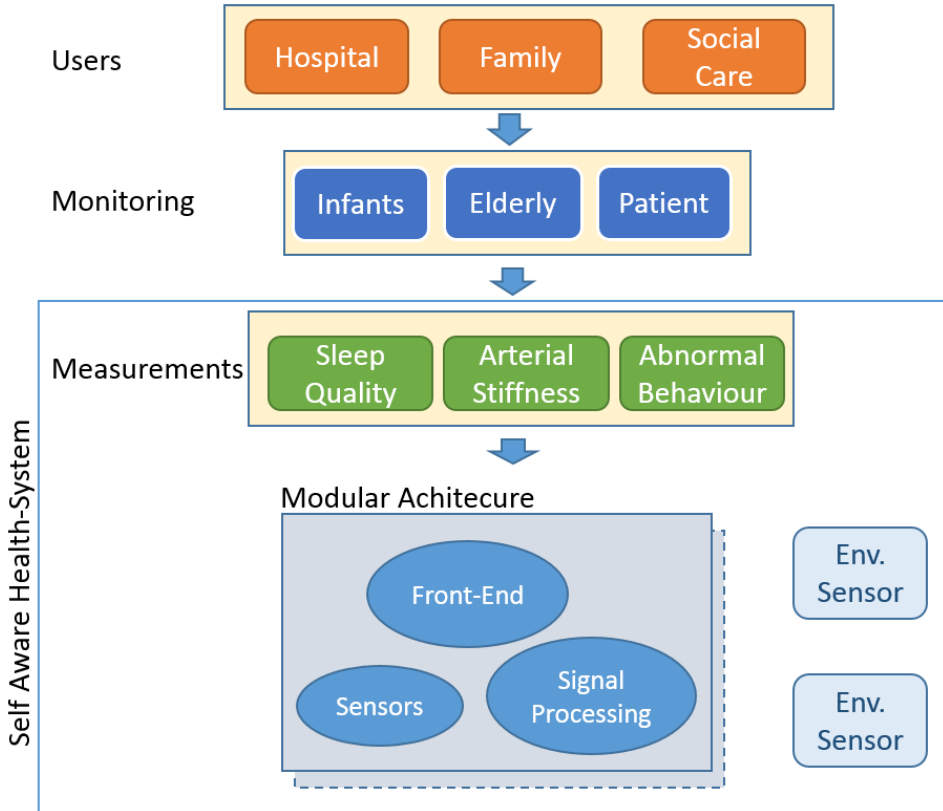 Users
Hospital
Family
Social
Care
Monitoring
Infants
Elderly
Patient
Measurements
Sleep
Quality
Arterial
Stiffness
Abnormal
Behaviour
Self Aware Health-System
Modular Achitecure
Front-End
Sensors
Signal
Processing
Env.
Sensor
Env.
Sensor